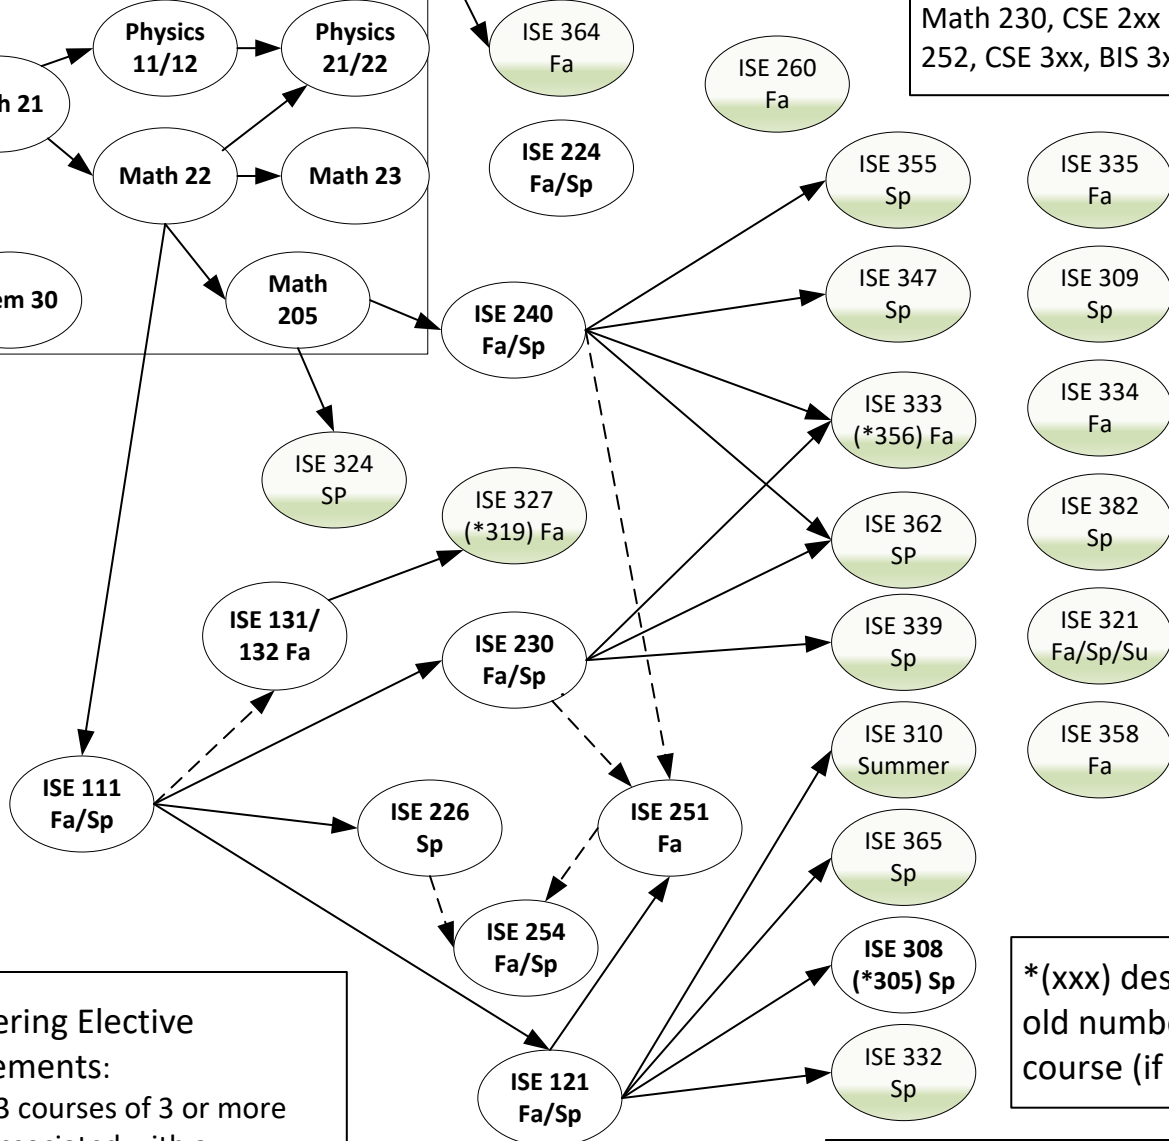 Physics
11/12
Physics
21/22
ISE 364
Fa
ISE 260
Fa
Math 230, CSE 2xx
252, CSE 3xx, BIS 3x
h 21
Math 22
Math 23
ISE 224
Fa/Sp
ISE 355
Sp
ISE 335
Fa
em 30
Math
205
ISE 240
Fa/Sp
ISE 347
Sp
ISE 309
Sp
ISE 333
(*356) Fa
ISE 334
Fa
ISE 324
SP
ISE 327
(*319) Fa
ISE 362
SP
ISE 382
Sp
ISE 131/
132 Fa
ISE 230
Fa/Sp
ISE 339
Sp
ISE 321
Fa/Sp/Su
ISE 310
Summer
ISE 358
Fa
ISE 111
Fa/Sp
ISE 226
Sp
ISE 251
Fa
ISE 365
Sp
ISE 254
Fa/Sp
ISE 308
(*305) Sp
*(xxx) des
old numbe
course (if
ering Elective
ements:
3 courses of 3 or more
ISE 121
Fa/Sp
ISE 332
Sp